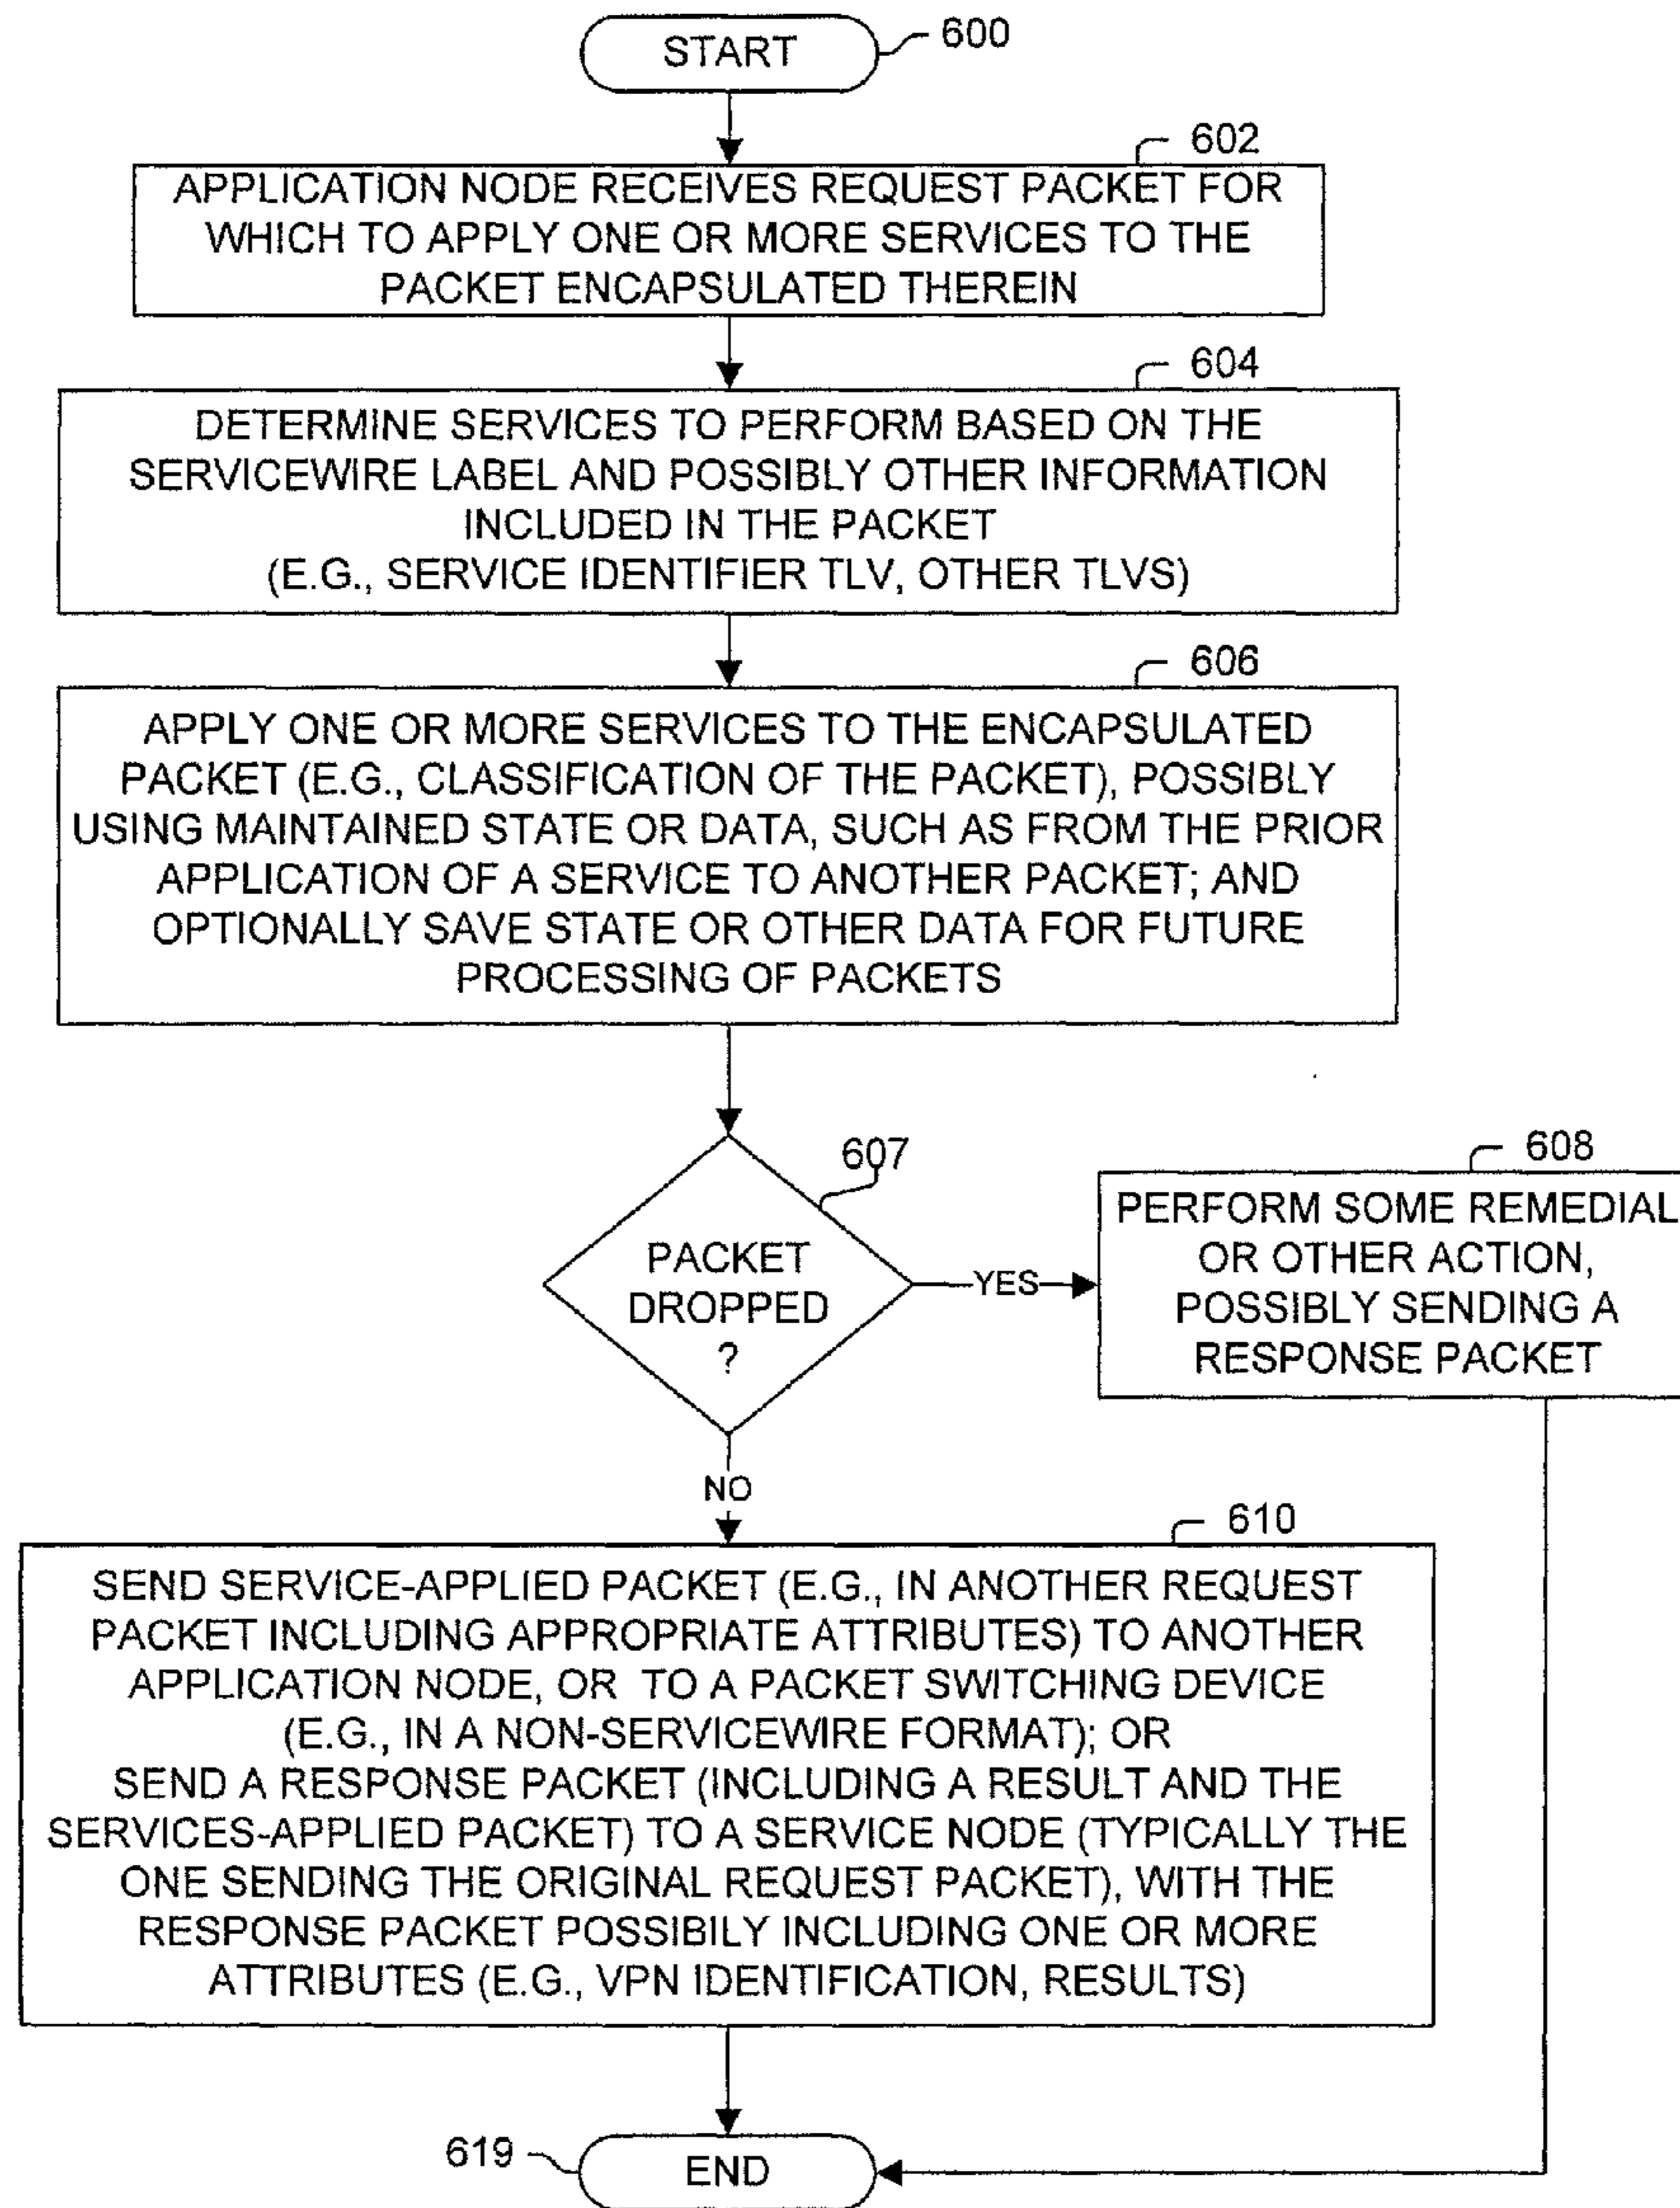 START
600
602
APPLICATION NODE RECEIVES REQUEST PACKET FOR
WHICH TO APPLY ONE OR MORE SERVICES TO THE
PACKET ENCAPSULATED THEREIN
604
DETERMINE SERVICES TO PERFORM BASED ON THE
SERVICEWIRE LABEL AND POSSIBLY OTHER INFORMATION
INCLUDED IN THE PACKET
(E.G., SERVICE IDENTIFIER TLV, OTHER TLVS)
606
APPLY ONE OR MORE SERVICES TO THE ENCAPSULATED
PACKET (E.G., CLASSIFICATION OF THE PACKET), POSSIBLY
USING MAINTAINED STATE OR DATA, SUCH AS FROM THE PRIOR
APPLICATION OF A SERVICE TO ANOTHER PACKET; AND
OPTIONALLY SAVE STATE OR OTHER DATA FOR FUTURE
PROCESSING OF PACKETS
607
PACKET
DROPPED
?
YES
608
PERFORM SOME REMEDIAL
OR OTHER ACTION,
POSSIBLY SENDING A
RESPONSE PACKET
NO
610
SEND SERVICE-APPLIED PACKET (E.G., IN ANOTHER REQUEST
PACKET INCLUDING APPROPRIATE ATTRIBUTES) TO ANOTHER
APPLICATION NODE, OR TO A PACKET SWITCHING DEVICE
(E.G., IN A NON-SERVICEWIRE FORMAT); OR
SEND A RESPONSE PACKET (INCLUDING A RESULT AND THE
SERVICES-APPLIED PACKET) TO A SERVICE NODE (TYPICALLY THE
ONE SENDING THE ORIGINAL REQUEST PACKET), WITH THE
RESPONSE PACKET POSSIBILY INCLUDING ONE OR MORE
ATTRIBUTES (E.G., VPN IDENTIFICATION, RESULTS)
619
END